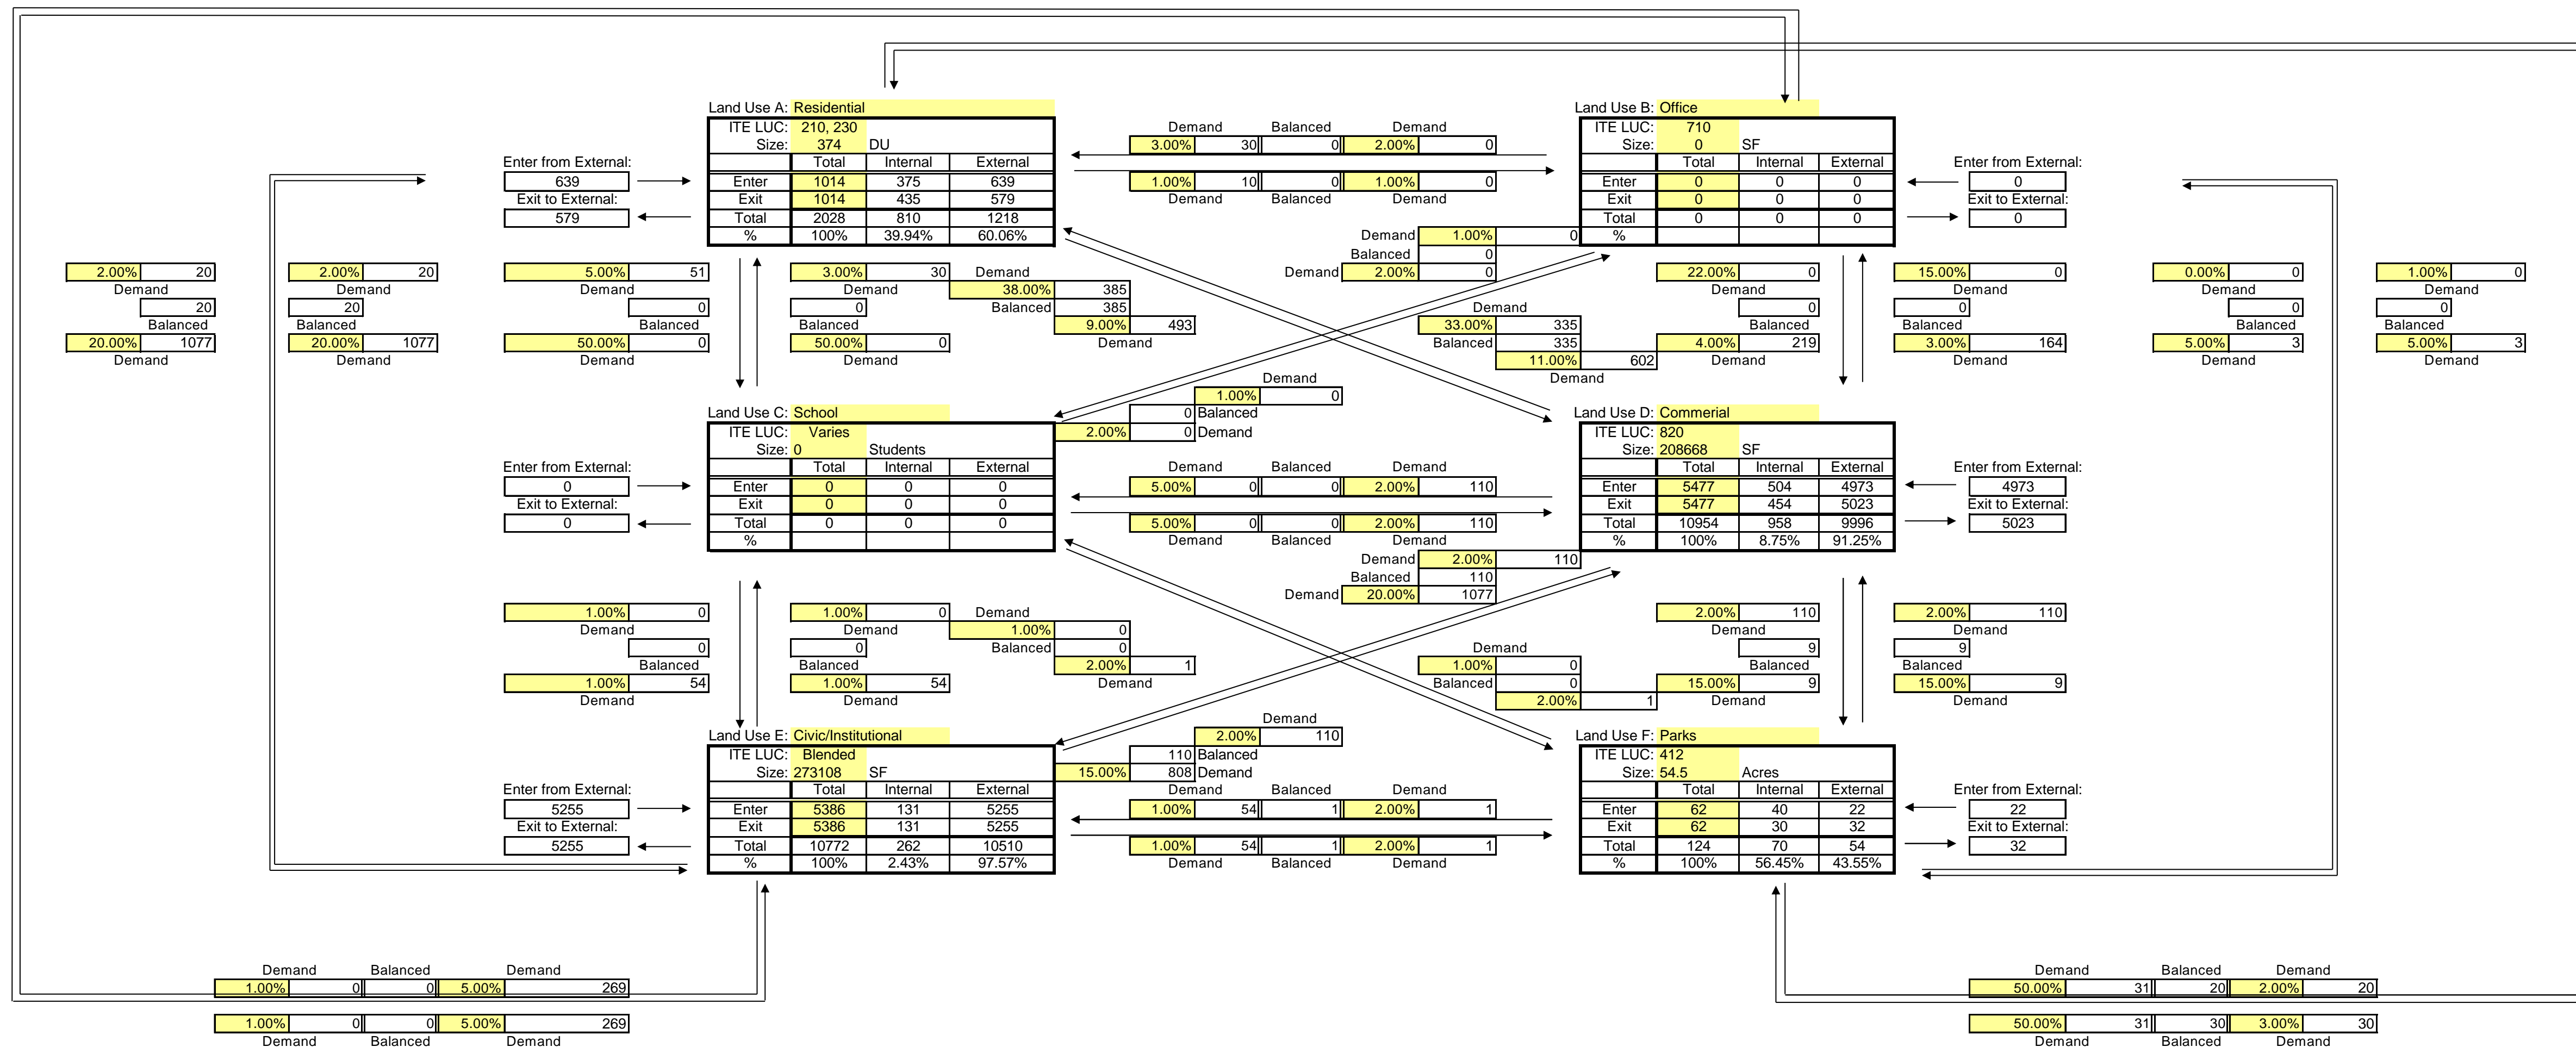 Land Use A: Residential
ITE LUC: 210, 230
Size: 374 DU
Total Internal External
Enter 1014 375 639
Exit 1014 435 579
Total 2028 810 1218
% 100% 39.94% 60.06%
Enter from External:
639
Exit to External:
579
Demand Balanced Demand
3.00% 30 0 2.00% 0
1.00% 10 0 1.00% 0
Demand Balanced Demand
Land Use B: Office
ITE LUC: 710
Size: 0 SF
Total Internal External
Enter 0 0 0
Exit 0 0 0
Total 0 0 0
%
Enter from External:
0
Exit to External:
0
Demand 1.00% 0
Balanced 0
Demand 2.00% 0
2.00% 20
Demand
20
Balanced
20.00% 1077
Demand
2.00% 20
Demand
20
Balanced
20.00% 1077
Demand
5.00% 51
Demand
0
Balanced
50.00% 0
Demand
3.00% 30
Demand
0
Balanced
50.00% 0
Demand
Demand
38.00% 385
Balanced 385
9.00% 493
Demand
Demand
33.00% 335
Balanced 335
11.00% 602
Demand
22.00% 0
Demand
0
Balanced
4.00% 219
Demand
15.00% 0
Demand
0
Balanced
3.00% 164
Demand
0.00% 0
Demand
0
Balanced
5.00% 3
Demand
1.00% 0
Demand
0
Balanced
5.00% 3
Demand
Demand
1.00% 0
0 Balanced
2.00% 0 Demand
Land Use C: School
ITE LUC: Varies
Size: 0 Students
Total Internal External
Enter 0 0 0
Exit 0 0 0
Total 0 0 0
%
Enter from External:
0
Exit to External:
0
Demand Balanced Demand
5.00% 0 0 2.00% 110
5.00% 0 0 2.00% 110
Demand Balanced Demand
Land Use D: Commerial
ITE LUC: 820
Size: 208668 SF
Total Internal External
Enter 5477 504 4973
Exit 5477 454 5023
Total 10954 958 9996
% 100% 8.75% 91.25%
Enter from External:
4973
Exit to External:
5023
Demand 2.00% 110
Balanced 110
Demand 20.00% 1077
1.00% 0
Demand
0
Balanced
1.00% 54
Demand
1.00% 0
Demand
0
Balanced
1.00% 54
Demand
Demand
1.00% 0
Balanced 0
2.00% 1
Demand
Demand
1.00% 0
Balanced 0
2.00% 1
2.00% 110
Demand
9
Balanced
15.00% 9
Demand
2.00% 110
Demand
9
Balanced
15.00% 9
Demand
Demand
2.00% 110
110 Balanced
15.00% 808 Demand
Land Use E: Civic/Institutional
ITE LUC: Blended
Size: 273108 SF
Total Internal External
Enter 5386 131 5255
Exit 5386 131 5255
Total 10772 262 10510
% 100% 2.43% 97.57%
Enter from External:
5255
Exit to External:
5255
Demand Balanced Demand
1.00% 54 1 2.00% 1
1.00% 54 1 2.00% 1
Demand Balanced Demand
Land Use F: Parks
ITE LUC: 412
Size: 54.5 Acres
Total Internal External
Enter 62 40 22
Exit 62 30 32
Total 124 70 54
% 100% 56.45% 43.55%
Enter from External:
22
Exit to External:
32
Demand Balanced Demand
1.00% 0 0 5.00% 269
1.00% 0 0 5.00% 269
Demand Balanced Demand
Demand Balanced Demand
50.00% 31 20 2.00% 20
50.00% 31 30 3.00% 30
Demand Balanced Demand